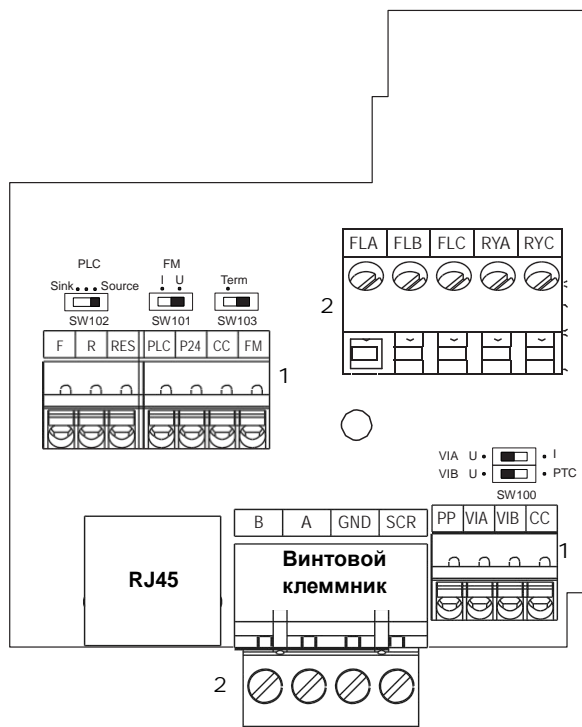 FLA FLB FLC RYA RYC
2
PLC FM
Sink Source I U Term
SW102 SW101 SW103
F R RES PLC P24 CC FM
1
VIA U I
VIB U PTC
SW100
B A GND SCR
PP VIA VIB CC
1
RJ45
Винтовой
клеммник
2